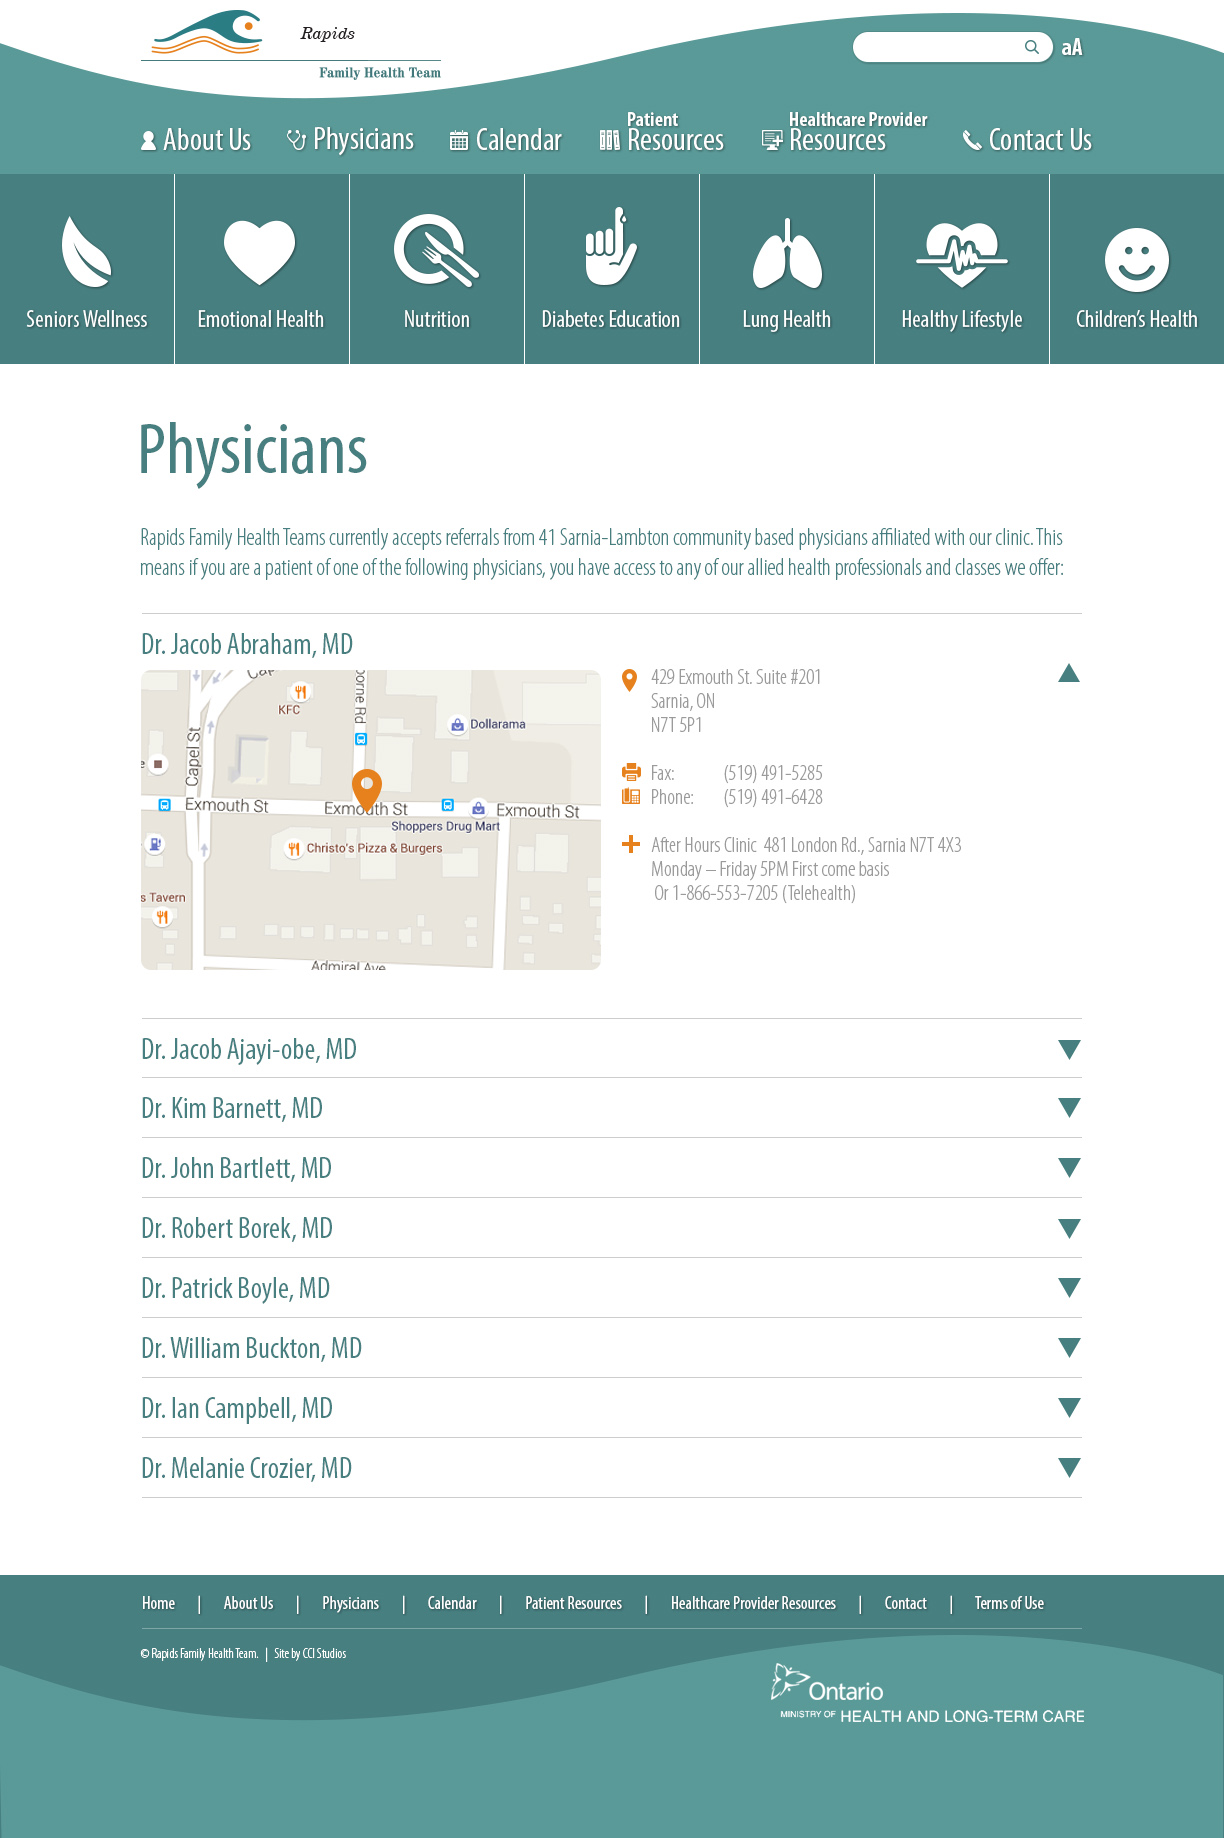 Rapids
Family Health Team
aA
About Us
Physicians
Calendar
Patient
Resources
Healthcare Provider
Resources
Contact Us
Seniors Wellness
Emotional Health
Nutrition
Diabetes Education
Lung Health
Healthy Lifestyle
Children's Health
Physicians
Rapids Family Health Teams currently accepts referrals from 41 Sarnia-Lambton community based physicians affiliated with our clinic. This
means if you are a patient of one of the following physicians, you have access to any of our allied health professionals and classes we offer:
Dr. Jacob Abraham, MD
Cap
borne Rd
KFC
Dollarama
Capel St
e
Exmouth St
Exmouth St
Exmouth St
Shoppers Drug Mart
Christo's Pizza & Burgers
s Tavern
Admiral Ave
429 Exmouth St. Suite #201
Sarnia, ON
N7T 5P1
Fax: (519) 491-5285
Phone: (519) 491-6428
After Hours Clinic 481 London Rd., Sarnia N7T 4X3
Monday – Friday 5PM First come basis
Or 1-866-553-7205 (Telehealth)
Dr. Jacob Ajayi-obe, MD
Dr. Kim Barnett, MD
Dr. John Bartlett, MD
Dr. Robert Borek, MD
Dr. Patrick Boyle, MD
Dr. William Buckton, MD
Dr. Ian Campbell, MD
Dr. Melanie Crozier, MD
Home | About Us | Physicians | Calendar | Patient Resources | Healthcare Provider Resources | Contact | Terms of Use
© Rapids Family Health Team. | Site by CCI Studios
Ontario
MINISTRY OF HEALTH AND LONG-TERM CARE